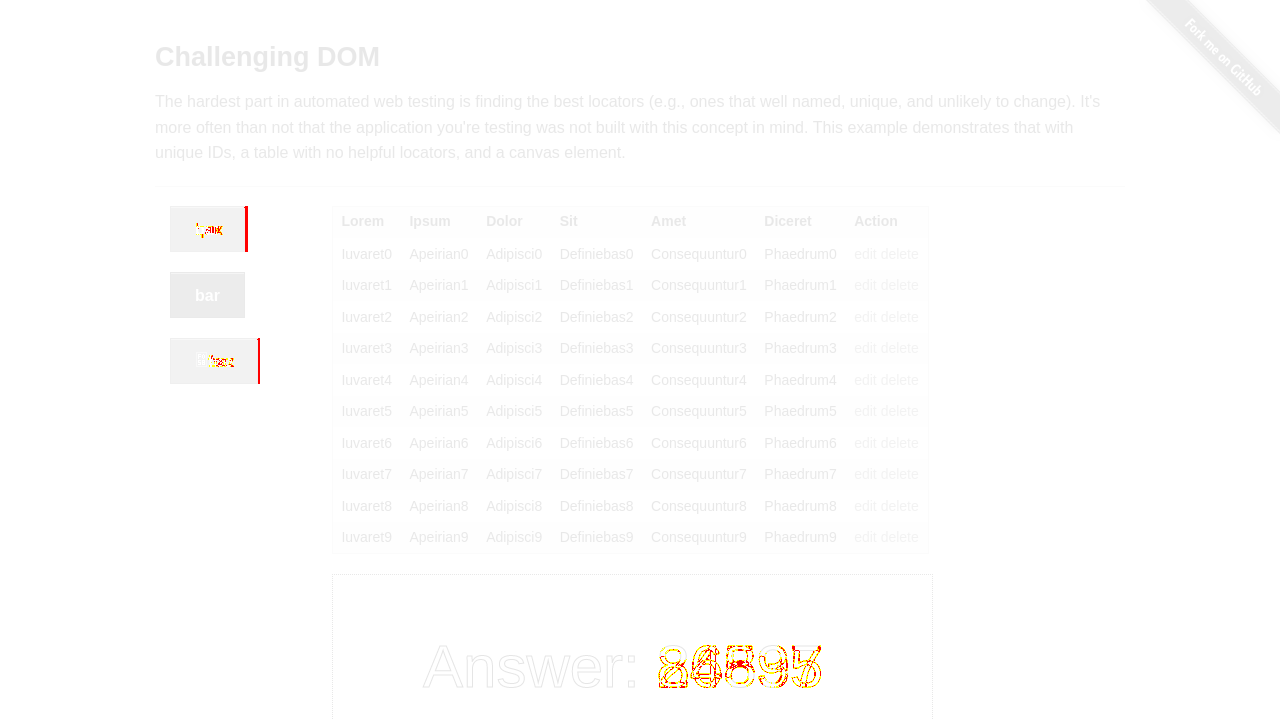 Fork me on GitHub
Challenging DOM
The hardest part in automated web testing is finding the best locators (e.g., ones that well named, unique, and unlikely to change). It's
more often than not that the application you're testing was not built with this concept in mind. This example demonstrates that with
unique IDs, a table with no helpful locators, and a canvas element.
bar
Lorem Ipsum Dolor Sit Amet Diceret Action
Iuvaret0 Apeirian0 Adipisci0 Definiebas0 Consequuntur0 Phaedrum0 edit delete
Iuvaret1 Apeirian1 Adipisci1 Definiebas1 Consequuntur1 Phaedrum1 edit delete
Iuvaret2 Apeirian2 Adipisci2 Definiebas2 Consequuntur2 Phaedrum2 edit delete
Iuvaret3 Apeirian3 Adipisci3 Definiebas3 Consequuntur3 Phaedrum3 edit delete
Iuvaret4 Apeirian4 Adipisci4 Definiebas4 Consequuntur4 Phaedrum4 edit delete
Iuvaret5 Apeirian5 Adipisci5 Definiebas5 Consequuntur5 Phaedrum5 edit delete
Iuvaret6 Apeirian6 Adipisci6 Definiebas6 Consequuntur6 Phaedrum6 edit delete
Iuvaret7 Apeirian7 Adipisci7 Definiebas7 Consequuntur7 Phaedrum7 edit delete
Iuvaret8 Apeirian8 Adipisci8 Definiebas8 Consequuntur8 Phaedrum8 edit delete
Iuvaret9 Apeirian9 Adipisci9 Definiebas9 Consequuntur9 Phaedrum9 edit delete
Answer: